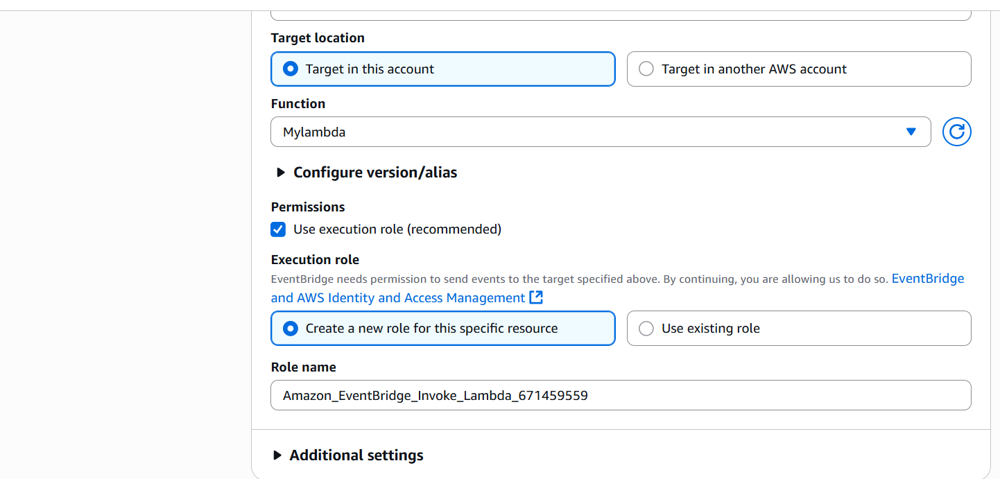 Target location
Target in this account
Target in another AWS account
Function
Mylambda
Configure version/alias
Permissions
Use execution role (recommended)
Execution role
EventBridge needs permission to send events to the target specified above. By continuing, you are allowing us to do so. EventBridge
and AWS Identity and Access Management
Create a new role for this specific resource
Use existing role
Role name
Amazon_EventBridge_Invoke_Lambda_671459559
Additional settings